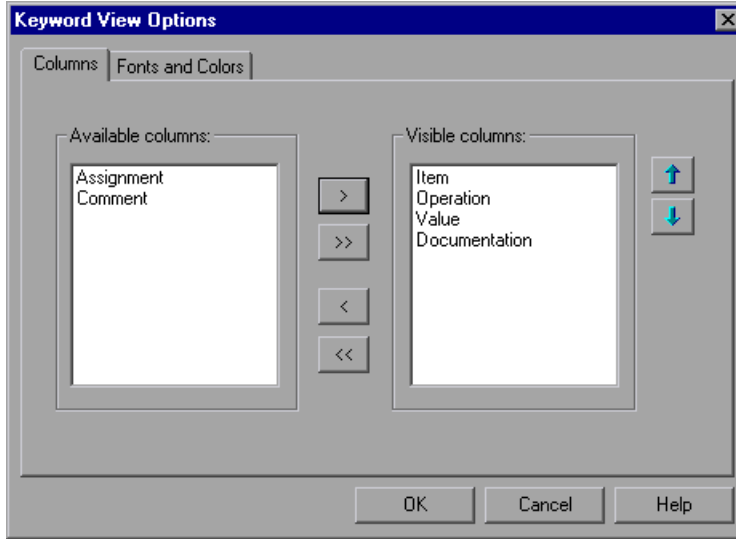 Keyword View Options
Columns
Fonts and Colors
Available columns:
Assignment
Comment
>
>>
<
<<
Visible columns:
Item
Operation
Value
Documentation
OK
Cancel
Help